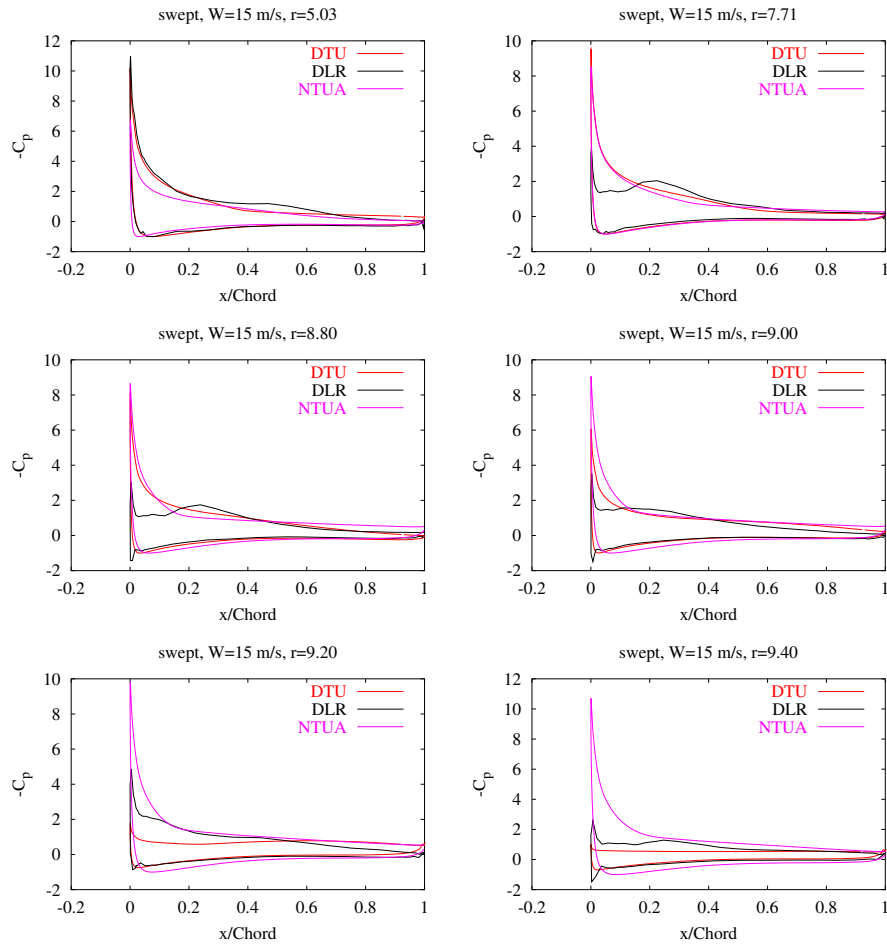 swept, W=15 m/s, r=5.03
12
10
8
6
4
2
0
-2
-0.2 0 0.2 0.4 0.6 0.8 1
-Cp
x/Chord
DTU
DLR
NTUA
swept, W=15 m/s, r=7.71
10
8
6
4
2
0
-2
-0.2 0 0.2 0.4 0.6 0.8 1
-Cp
x/Chord
DTU
DLR
NTUA
swept, W=15 m/s, r=8.80
10
8
6
4
2
0
-2
-0.2 0 0.2 0.4 0.6 0.8 1
-Cp
x/Chord
DTU
DLR
NTUA
swept, W=15 m/s, r=9.00
10
8
6
4
2
0
-2
-0.2 0 0.2 0.4 0.6 0.8 1
-Cp
x/Chord
DTU
DLR
NTUA
swept, W=15 m/s, r=9.20
10
8
6
4
2
0
-2
-0.2 0 0.2 0.4 0.6 0.8 1
-Cp
x/Chord
DTU
DLR
NTUA
swept, W=15 m/s, r=9.40
12
10
8
6
4
2
0
-2
-0.2 0 0.2 0.4 0.6 0.8 1
-Cp
x/Chord
DTU
DLR
NTUA